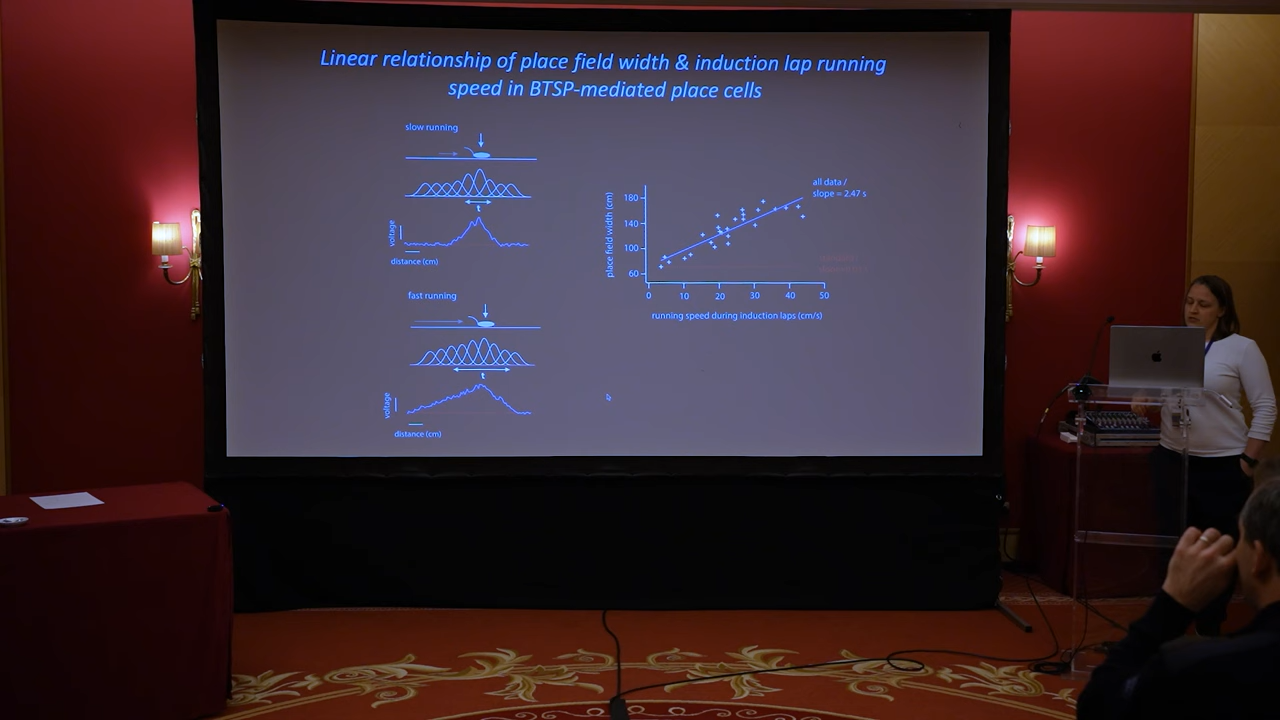 Linear relationship of place field width & induction lap running
speed in BTSP-mediated place cells
slow running
t
voltage
distance (cm)
fast running
t
voltage
distance (cm)
all data /
slope = 2.47 s
place field width (cm)
180
140
100
60
0 10 20 30 40 50
running speed during induction laps (cm/s)